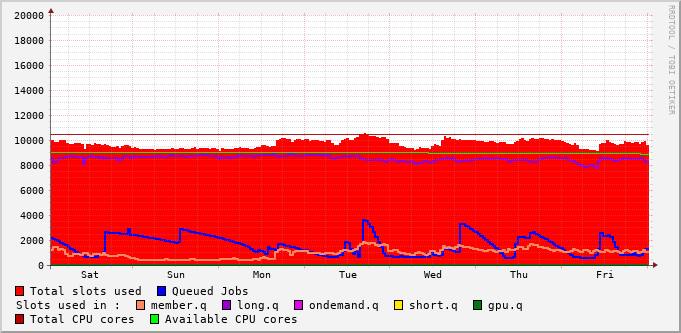 20000
18000
16000
14000
12000
10000
8000
6000
4000
2000
0
Sat Sun Mon Tue Wed Thu Fri
RRDTOOL / TOBI OETIKER
Total slots used Queued Jobs
Slots used in : member.q long.q ondemand.q short.q gpu.q
Total CPU cores Available CPU cores